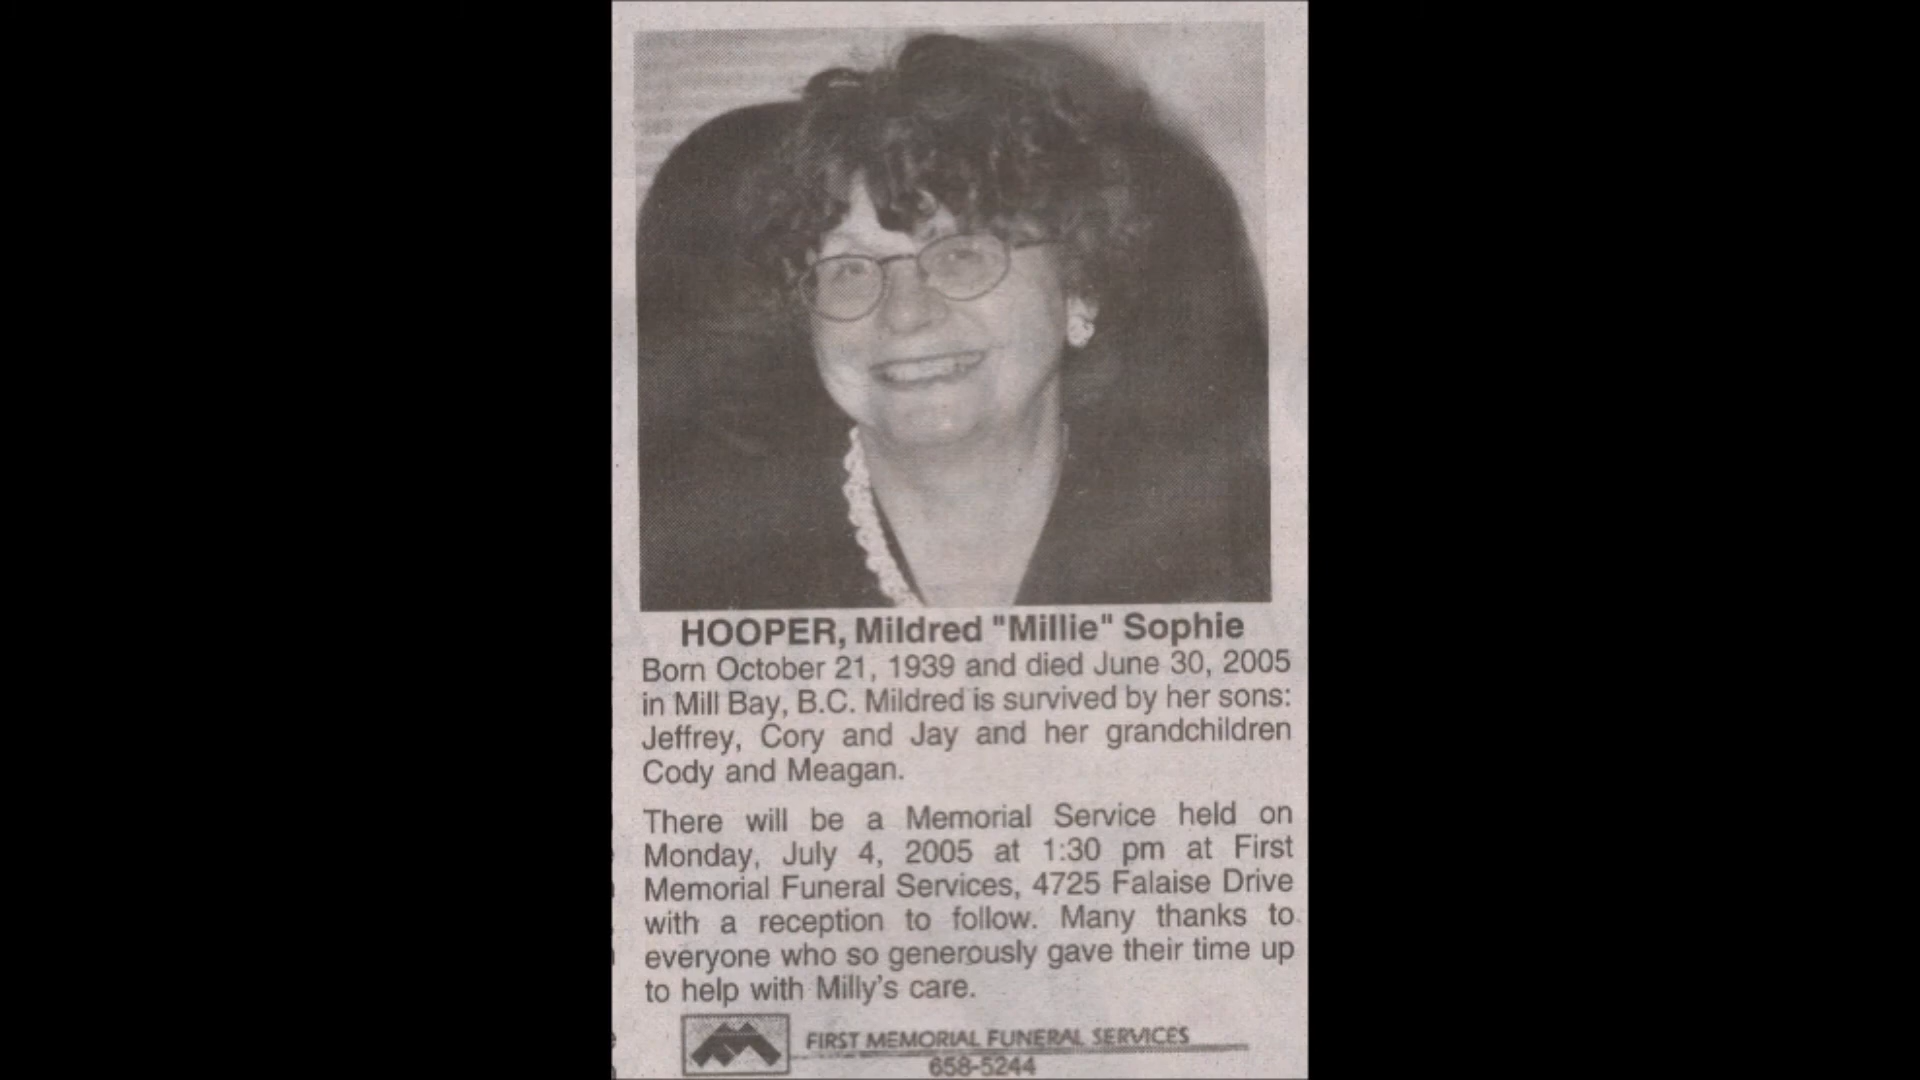 HOOPER, Mildred "Millie" Sophie
Born October 21, 1939 and died June 30, 2005
in Mill Bay, B.C. Mildred is survived by her sons:
Jeffrey, Cory and Jay and her grandchildren
Cody and Meagan.
There will be a Memorial Service held on
Monday, July 4, 2005 at 1:30 pm at First
Memorial Funeral Services, 4725 Falaise Drive
with a reception to follow. Many thanks to
everyone who so generously gave their time up
to help with Milly's care.
FIRST MEMORIAL FUNERAL SERVICES
658-5244